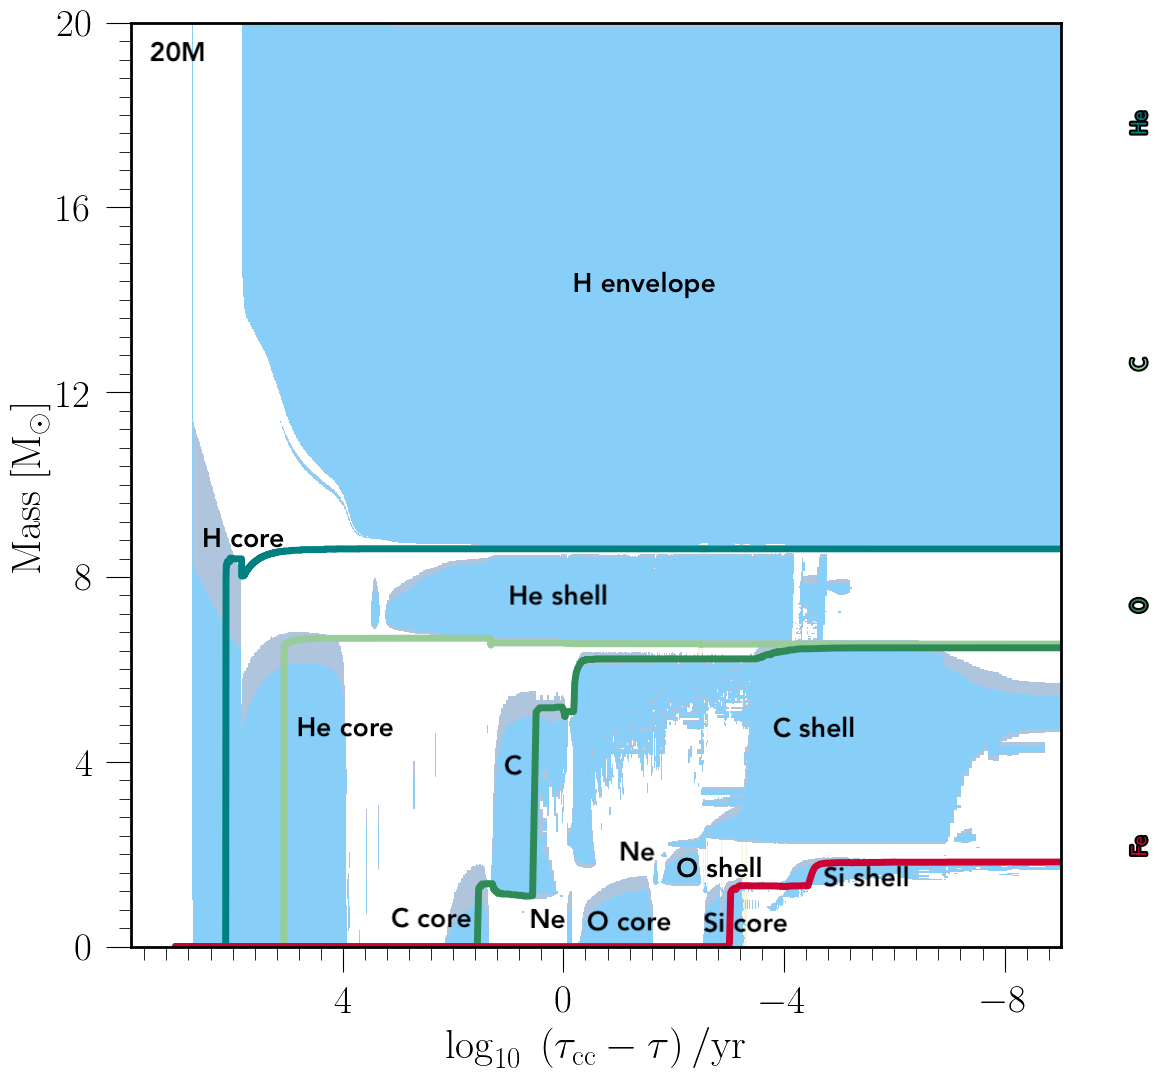 20
16
12
8
4
0
Mass [M⊙]
20M
H envelope
H core
He shell
He core
C shell
C
Ne
O shell
Si shell
C core
Ne
O core
Si core
4
0
−4
−8
log₁₀ (τcc − τ) /yr
He
C
O
Fe